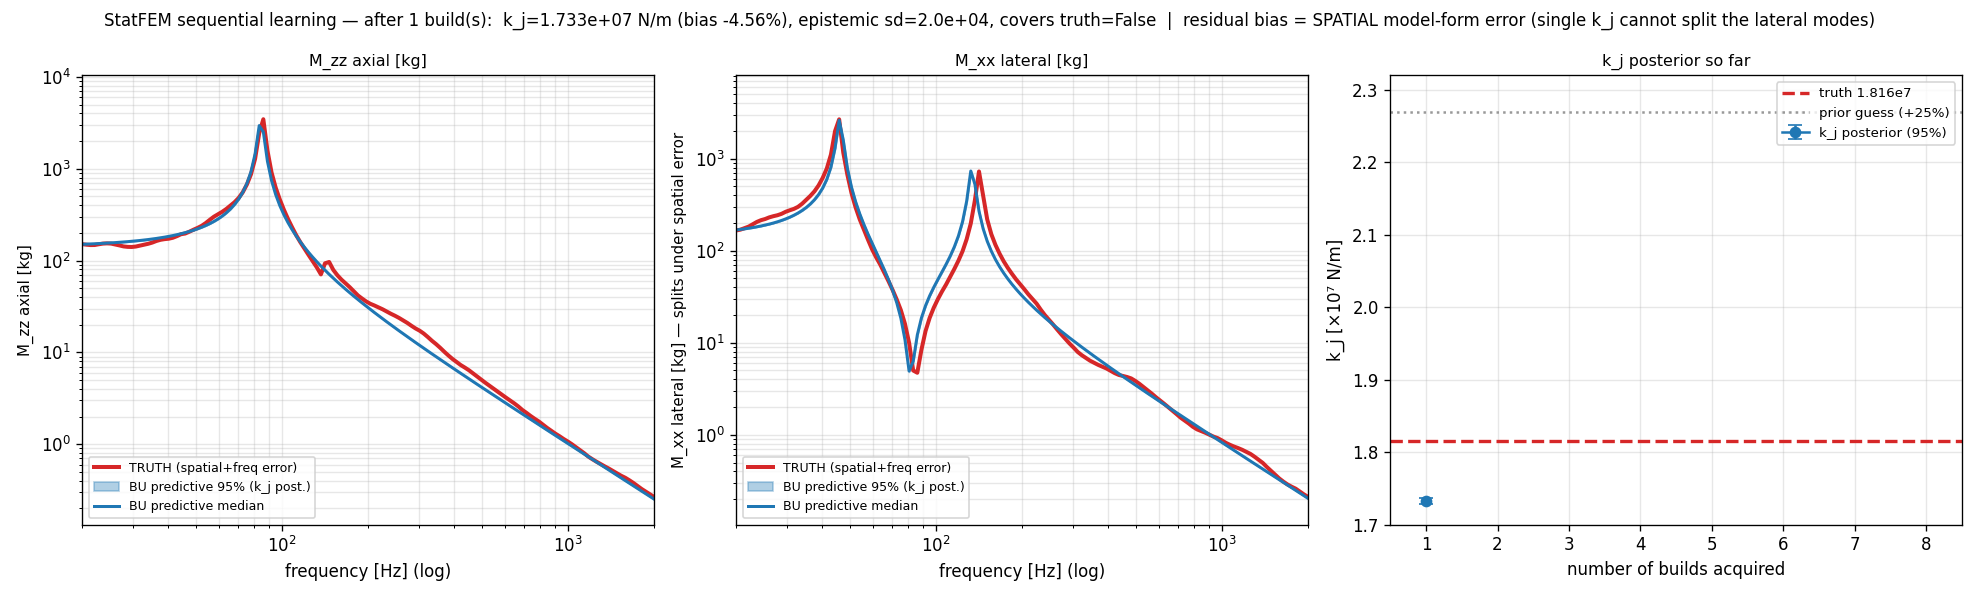 StatFEM sequential learning — after 1 build(s):  k_j=1.733e+07 N/m (bias -4.56%), epistemic sd=2.0e+04, covers truth=False  |  residual bias = SPATIAL model-form error (single k_j cannot split the lateral modes)
M_zz axial [kg]
M_zz axial [kg]
10⁴
10³
10²
10¹
10⁰
TRUTH (spatial+freq error)
BU predictive 95% (k_j post.)
BU predictive median
10²
10³
frequency [Hz] (log)
M_xx lateral [kg]
M_xx lateral [kg] — splits under spatial error
10³
10²
10¹
10⁰
TRUTH (spatial+freq error)
BU predictive 95% (k_j post.)
BU predictive median
10²
10³
frequency [Hz] (log)
k_j posterior so far
k_j [×10⁷ N/m]
2.3
2.2
2.1
2.0
1.9
1.8
1.7
truth 1.816e7
prior guess (+25%)
k_j posterior (95%)
1 2 3 4 5 6 7 8
number of builds acquired